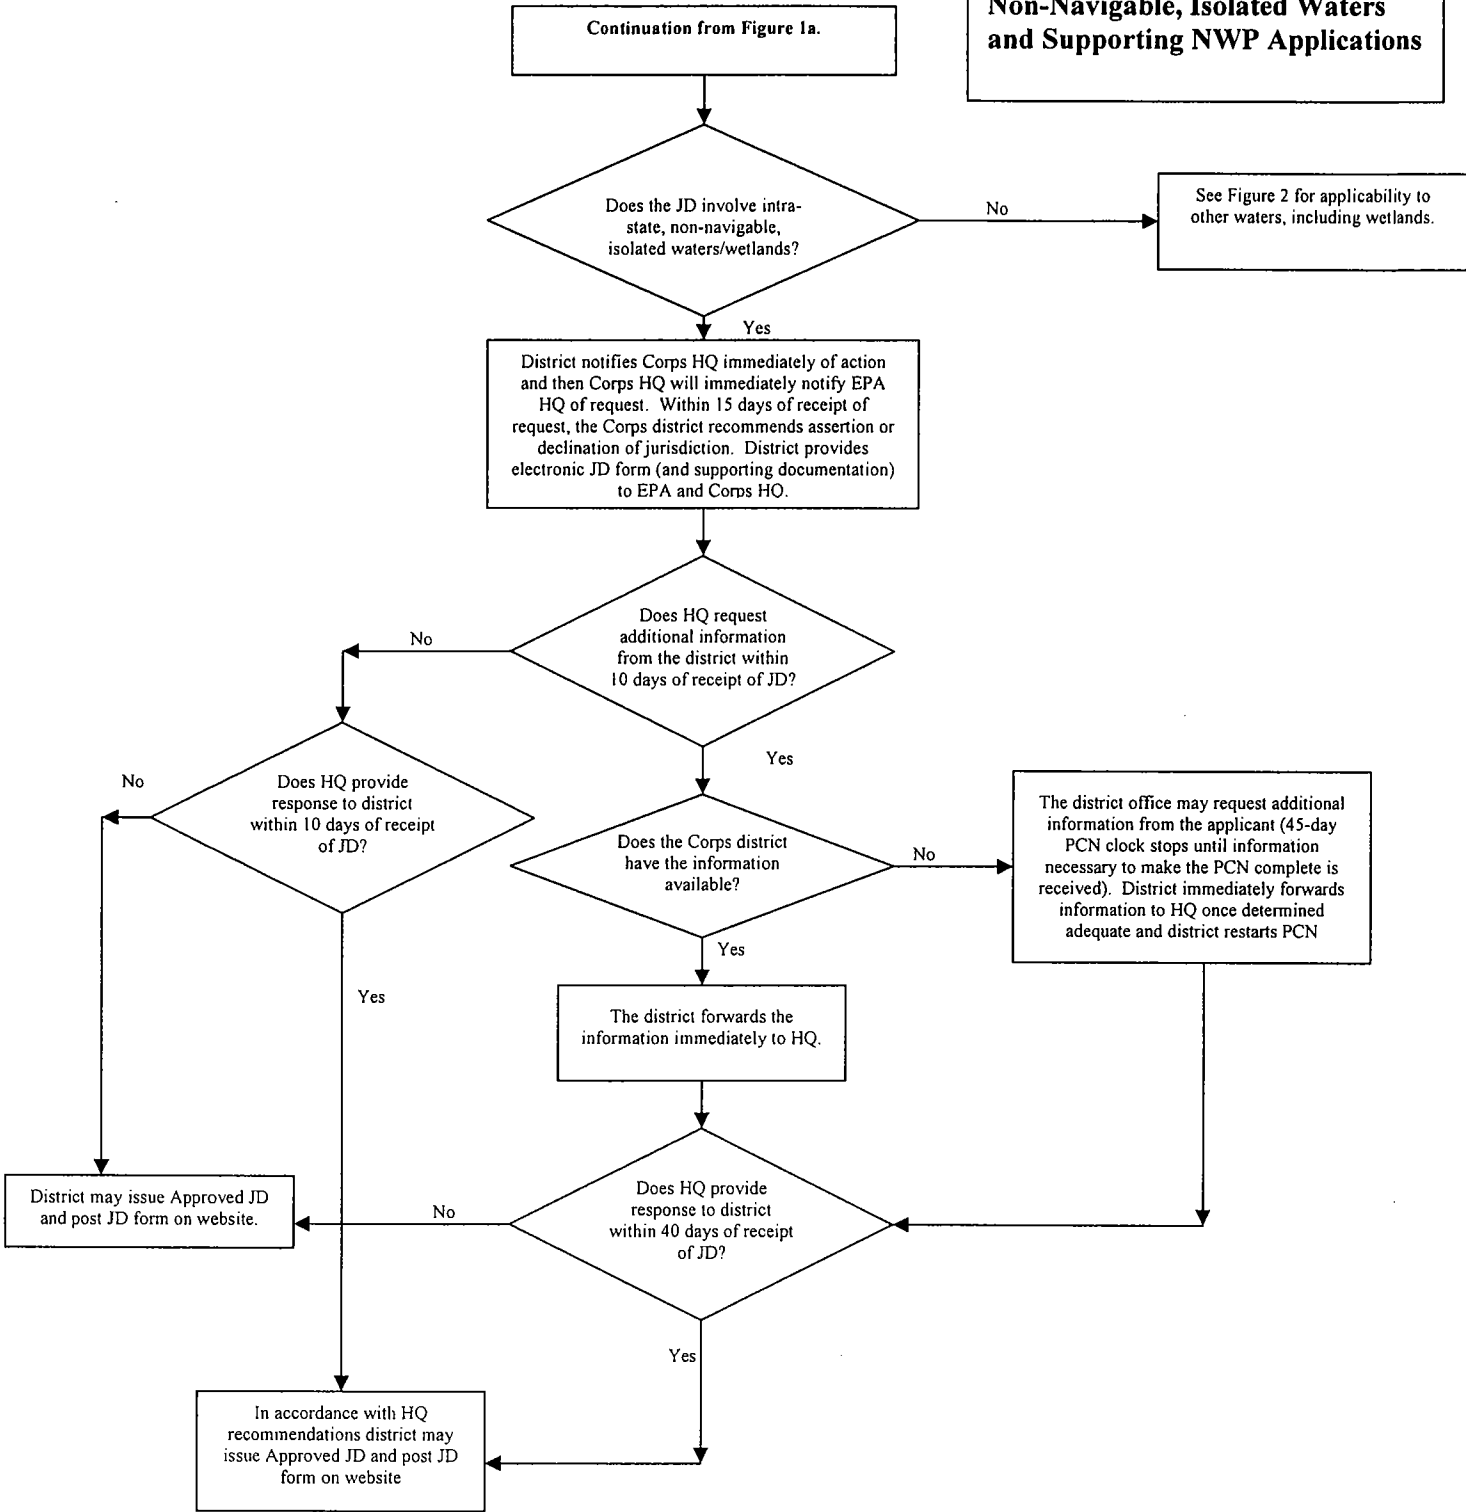 Non-Navigable, Isolated Waters
and Supporting NWP Applications
Continuation from Figure 1a.
Does the JD involve intra-
state, non-navigable,
isolated waters/wetlands?
No
See Figure 2 for applicability to
other waters, including wetlands.
Yes
District notifies Corps HQ immediately of action
and then Corps HQ will immediately notify EPA
HQ of request. Within 15 days of receipt of
request, the Corps district recommends assertion or
declination of jurisdiction. District provides
electronic JD form (and supporting documentation)
to EPA and Corps HQ.
Does HQ request
additional information
from the district within
10 days of receipt of JD?
No
Yes
Does HQ provide
response to district
within 10 days of receipt
of JD?
No
Yes
Does the Corps district
have the information
available?
No
The district office may request additional
information from the applicant (45-day
PCN clock stops until information
necessary to make the PCN complete is
received). District immediately forwards
information to HQ once determined
adequate and district restarts PCN
Yes
The district forwards the
information immediately to HQ.
Does HQ provide
response to district
within 40 days of receipt
of JD?
No
District may issue Approved JD
and post JD form on website.
Yes
In accordance with HQ
recommendations district may
issue Approved JD and post JD
form on website